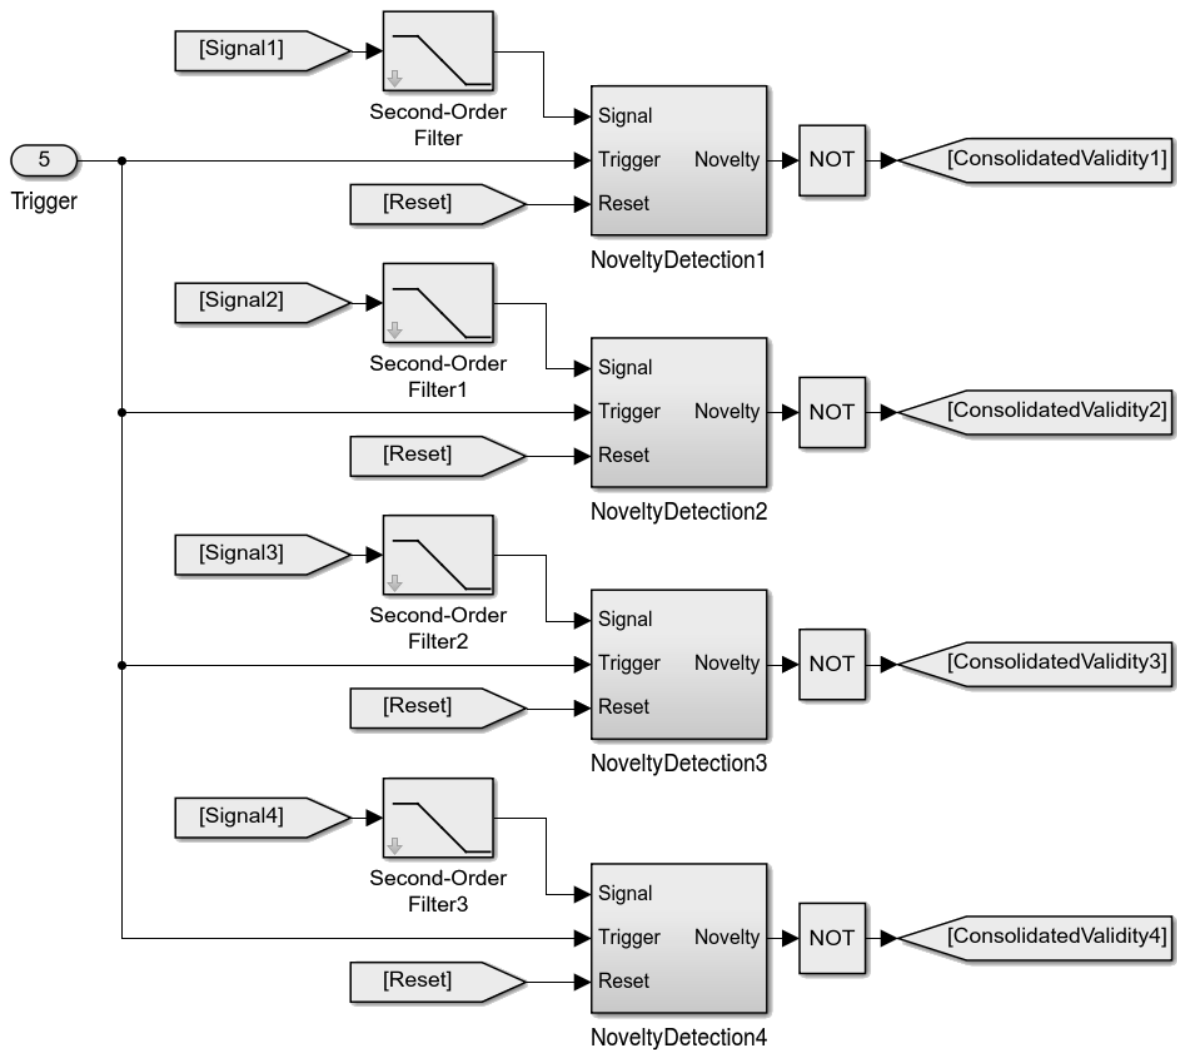 [Signal1]
Second-Order
Filter
5
Trigger
[Reset]
Signal
Trigger
Reset
Novelty
NoveltyDetection1
NOT
[ConsolidatedValidity1]
[Signal2]
Second-Order
Filter1
[Reset]
Signal
Trigger
Reset
Novelty
NoveltyDetection2
NOT
[ConsolidatedValidity2]
[Signal3]
Second-Order
Filter2
[Reset]
Signal
Trigger
Reset
Novelty
NoveltyDetection3
NOT
[ConsolidatedValidity3]
[Signal4]
Second-Order
Filter3
[Reset]
Signal
Trigger
Reset
Novelty
NoveltyDetection4
NOT
[ConsolidatedValidity4]